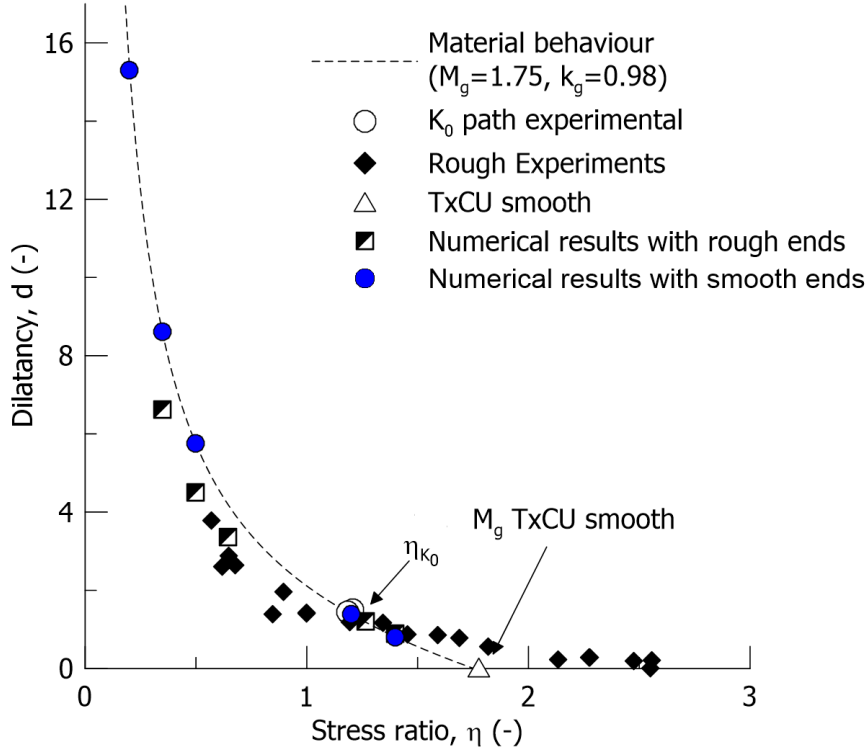 Material behaviour
(Mg=1.75, kg=0.98)
K0 path experimental
Rough Experiments
TxCU smooth
Numerical results with rough ends
Numerical results with smooth ends
16
12
8
4
0
Dilatancy, d (-)
Mg TxCU smooth
ηK0
0 1 2 3
Stress ratio, η (-)